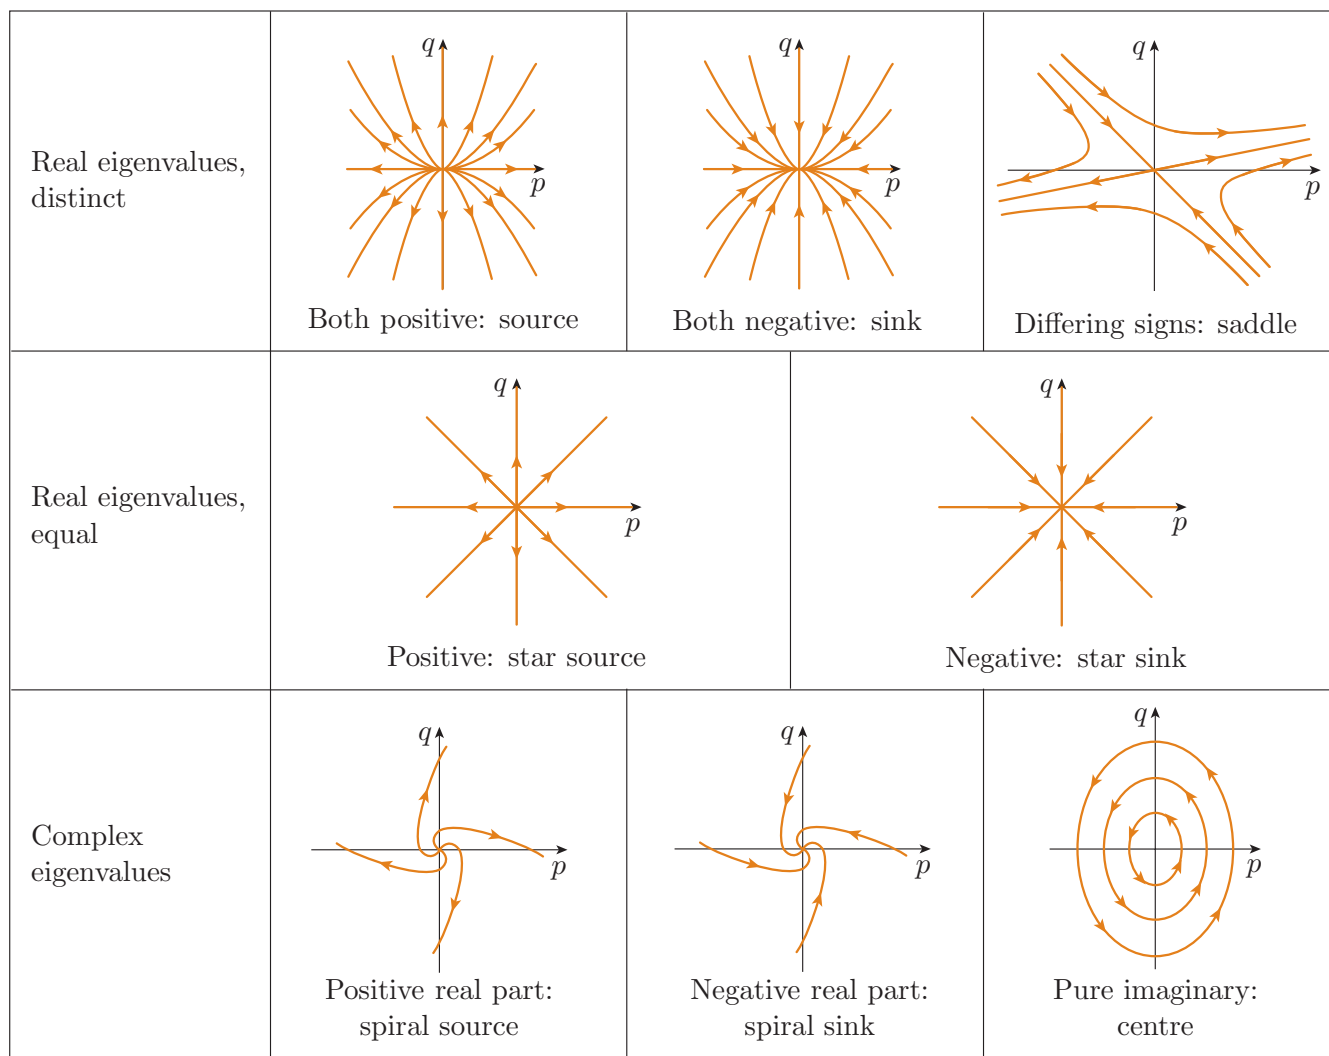 Real eigenvalues,
distinct
q
p
Both positive: source
q
p
Both negative: sink
q
p
Differing signs: saddle
Real eigenvalues,
equal
q
p
Positive: star source
q
p
Negative: star sink
Complex
eigenvalues
q
p
Positive real part:
spiral source
q
p
Negative real part:
spiral sink
q
p
Pure imaginary:
centre